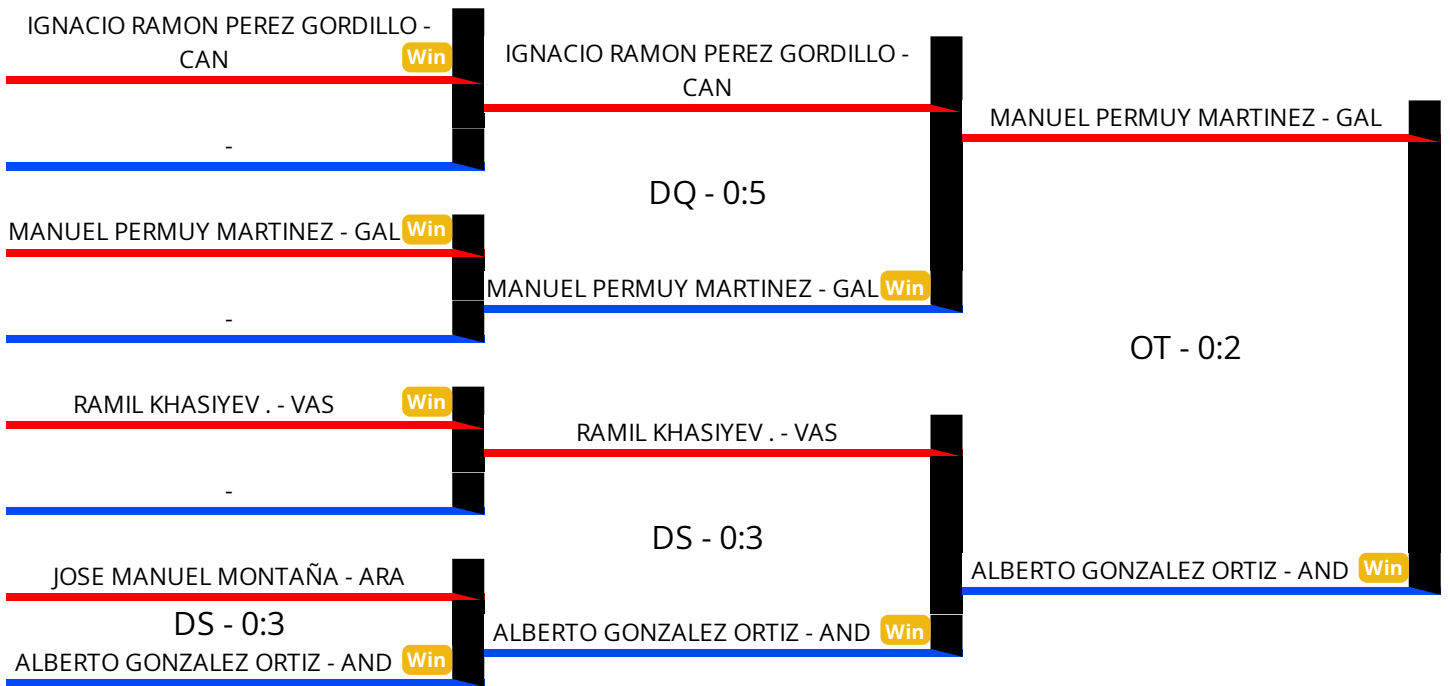 IGNACIO RAMON PEREZ GORDILLO -
CAN
Win
-
MANUEL PERMUY MARTINEZ - GAL
Win
-
RAMIL KHASIYEV . - VAS
Win
-
JOSE MANUEL MONTAÑA - ARA
DS - 0:3
ALBERTO GONZALEZ ORTIZ - AND
Win
IGNACIO RAMON PEREZ GORDILLO -
CAN
DQ - 0:5
MANUEL PERMUY MARTINEZ - GAL
Win
RAMIL KHASIYEV . - VAS
DS - 0:3
ALBERTO GONZALEZ ORTIZ - AND
Win
MANUEL PERMUY MARTINEZ - GAL
OT - 0:2
ALBERTO GONZALEZ ORTIZ - AND
Win